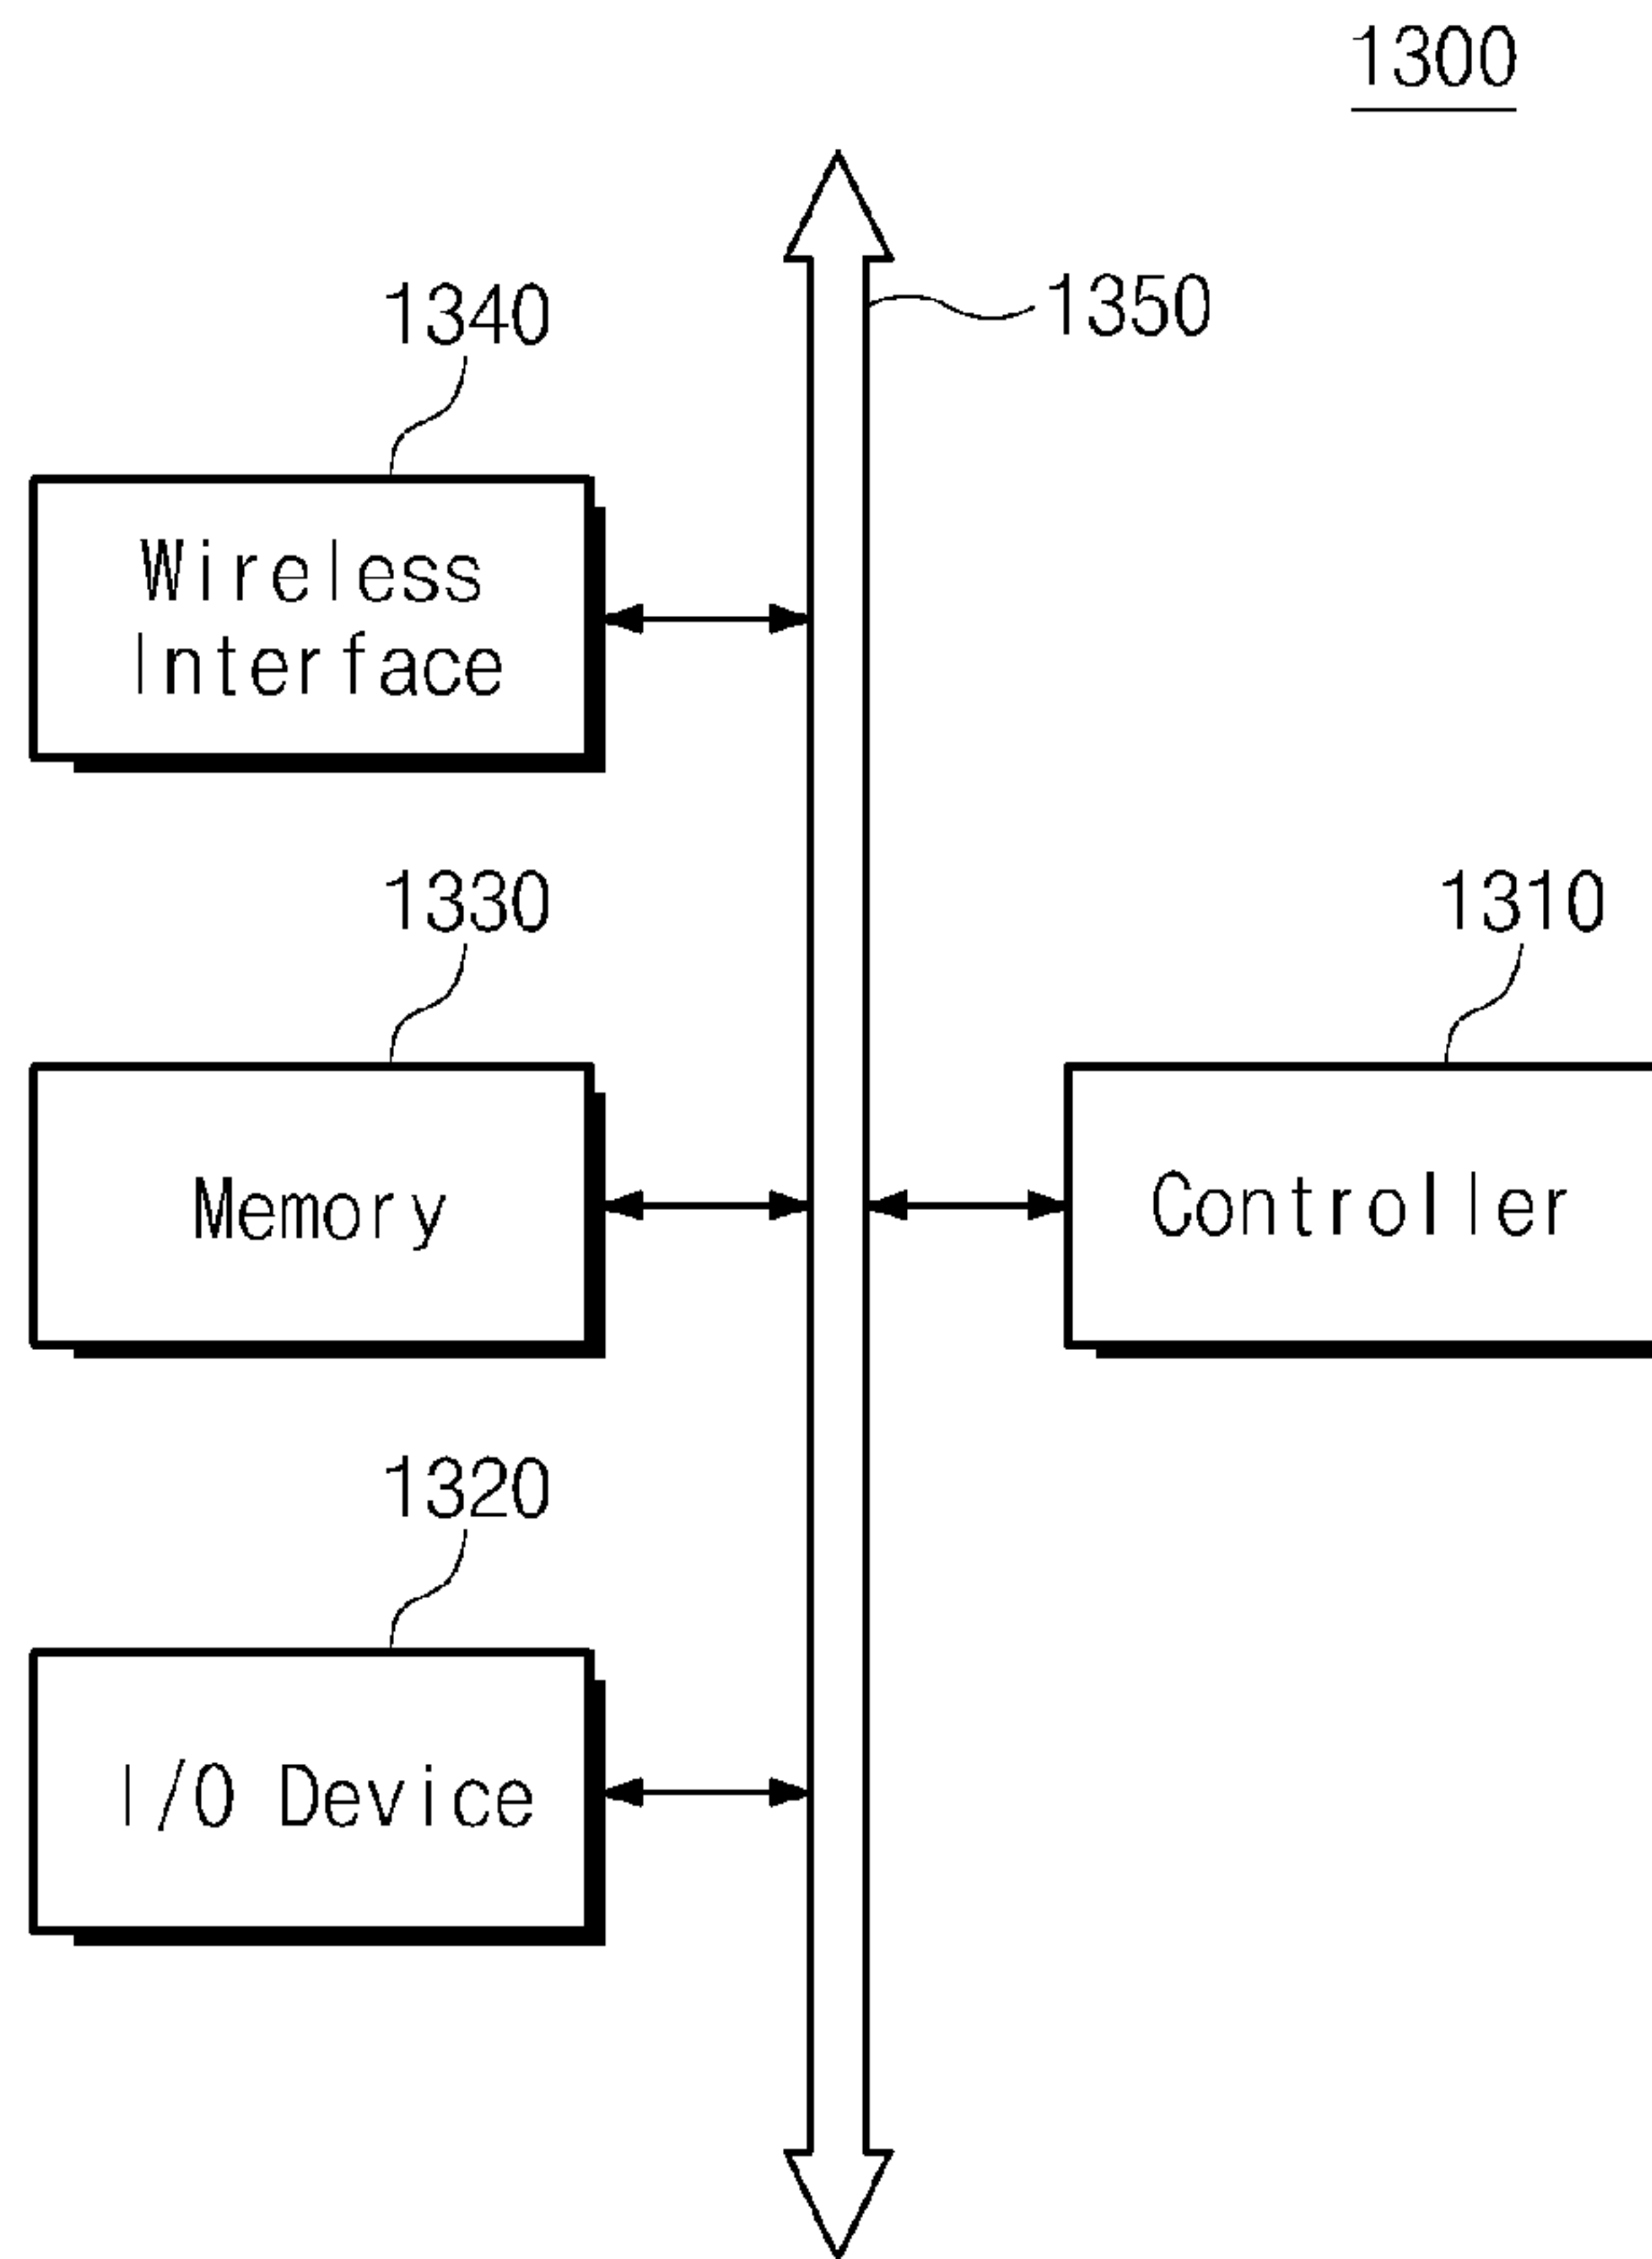 1300
1350
1340
Wireless
Interface
1330
1310
Memory
Controller
1320
I/O Device